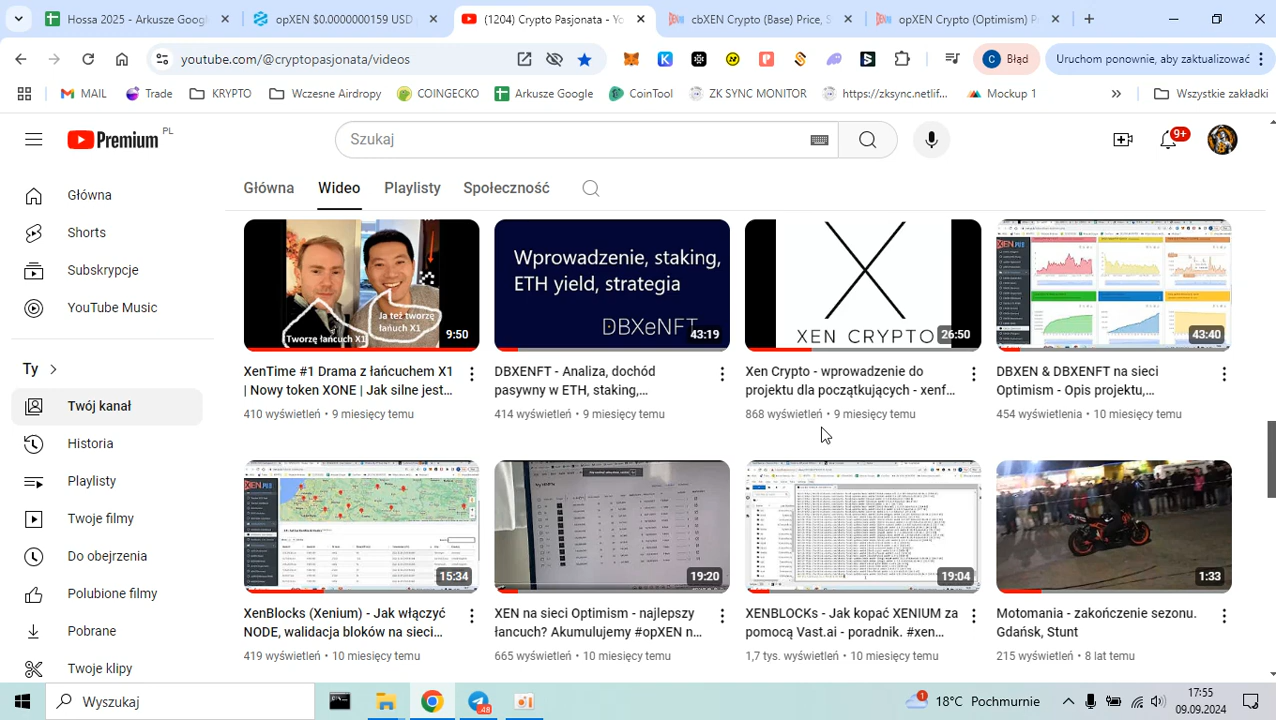 2025 - Arkusze Goog
opXEN $0.000000159 USD
(1204) Crypto Pasjonata - Yo
cbXEN Crypto (Base) Price, S
opXEN Crypto (Optimism) P
youtube.com/@cryptopasjonata/videos
C Błąd
Uruchom ponownie, aby zaktualizować
MAIL
Trade
KRYPTO
Wczesne Airdropy
COINGECKO
Arkusze Google
CoinTool
ZK SYNC MONITOR
https://zksync.netlif...
Mockup 1
Wszystkie zakładki
Premium PL
Szukaj
9+
Główna
Wideo
Playlisty
Społeczność
Główna
Shorts
Subskrypcje
YouTube Music
Ty
Twój kanał
Historia
Playlisty
Twoje filmy
Do obejrzenia
Polubione filmy
Pobrane
Twoje klipy
Tworzę łańcuch X1
Ja też tworzę
łańuch X1
9:50
XenTime #1 Drama z łańcuchem X1
| Nowy token XONE | Jak silne jest...
410 wyświetleń • 9 miesięcy temu
Wprowadzenie, staking,
ETH Yield, strategia
DBXeNFT
43:19
DBXENFT - Analiza, dochód
pasywny w ETH, staking,...
414 wyświetleń • 9 miesięcy temu
XEN CRYPTO
26:50
Xen Crypto - wprowadzenie do
projektu dla początkujących - xenf...
868 wyświetleń • 9 miesięcy temu
43:40
DBXEN & DBXENFT na sieci
Optimism - Opis projektu,...
454 wyświetlenia • 10 miesięcy temu
15:34
XenBlocks (Xenium) - Jak włączyć
NODE, walidacja bloków na sieci...
419 wyświetleń • 10 miesięcy temu
19:20
XEN na sieci Optimism - najlepszy
łancuch? Akumulujemy #opXEN n...
665 wyświetleń • 10 miesięcy temu
19:04
XENBLOCKs - Jak kopać XENIUM za
pomocą Vast.ai - poradnik. #xen...
1,7 tys. wyświetleń • 10 miesięcy temu
Motomania - zakończenie sezonu.
Gdańsk, Stunt
215 wyświetleń • 8 lat temu
Wyszukaj
48
1
18°C Pochmurnie
17:55